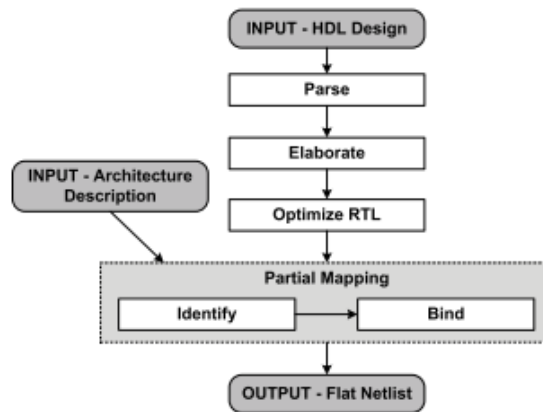 INPUT - HDL Design
Parse
Elaborate
INPUT - Architecture
Description
Optimize RTL
Partial Mapping
Identify
Bind
OUTPUT - Flat Netlist